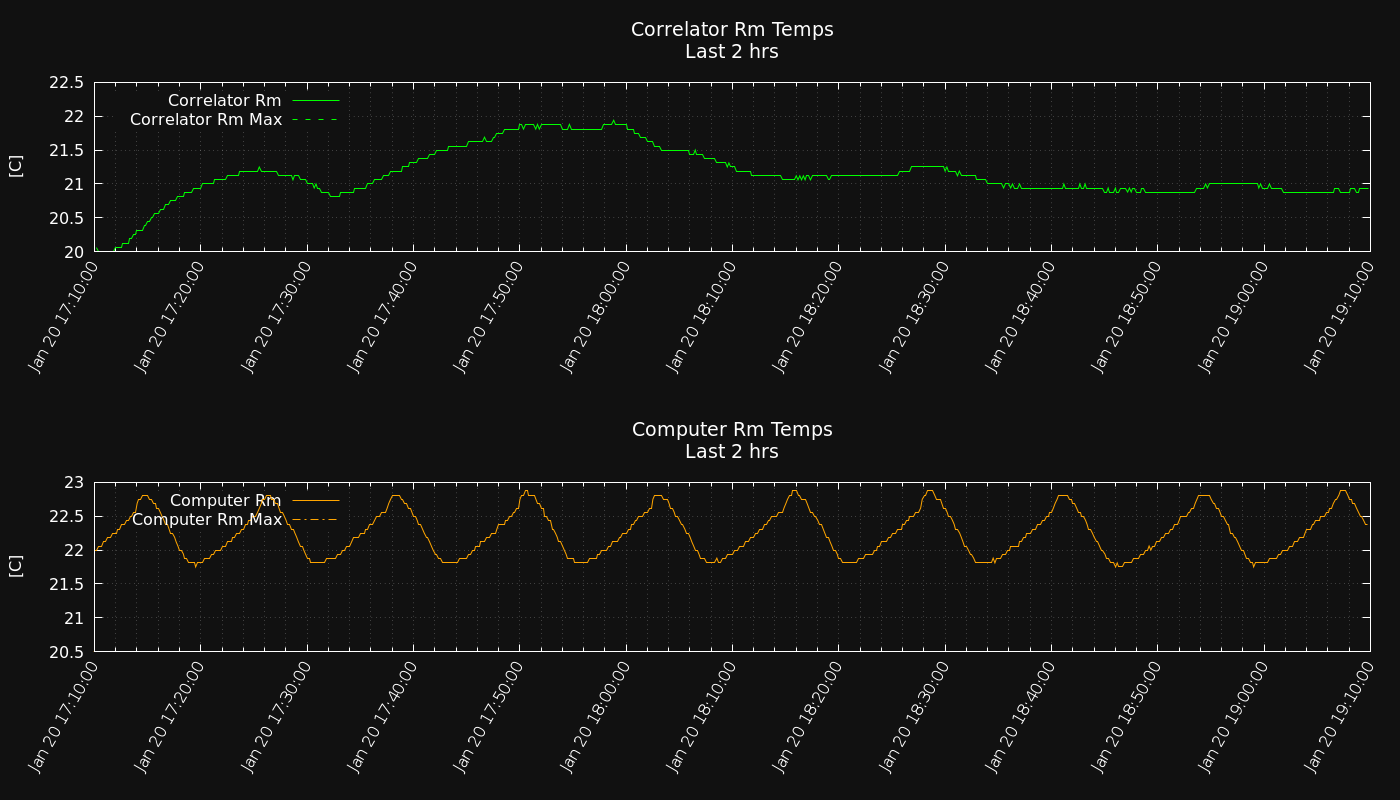 Correlator Rm Temps
Last 2 hrs
22.5
22
21.5
21
20.5
20
[C]
Correlator Rm
Correlator Rm Max
Jan 20 17:10:00
Jan 20 17:20:00
Jan 20 17:30:00
Jan 20 17:40:00
Jan 20 17:50:00
Jan 20 18:00:00
Jan 20 18:10:00
Jan 20 18:20:00
Jan 20 18:30:00
Jan 20 18:40:00
Jan 20 18:50:00
Jan 20 19:00:00
Jan 20 19:10:00
Computer Rm Temps
Last 2 hrs
23
22.5
22
21.5
21
20.5
[C]
Computer Rm
Computer Rm Max
Jan 20 17:10:00
Jan 20 17:20:00
Jan 20 17:30:00
Jan 20 17:40:00
Jan 20 17:50:00
Jan 20 18:00:00
Jan 20 18:10:00
Jan 20 18:20:00
Jan 20 18:30:00
Jan 20 18:40:00
Jan 20 18:50:00
Jan 20 19:00:00
Jan 20 19:10:00